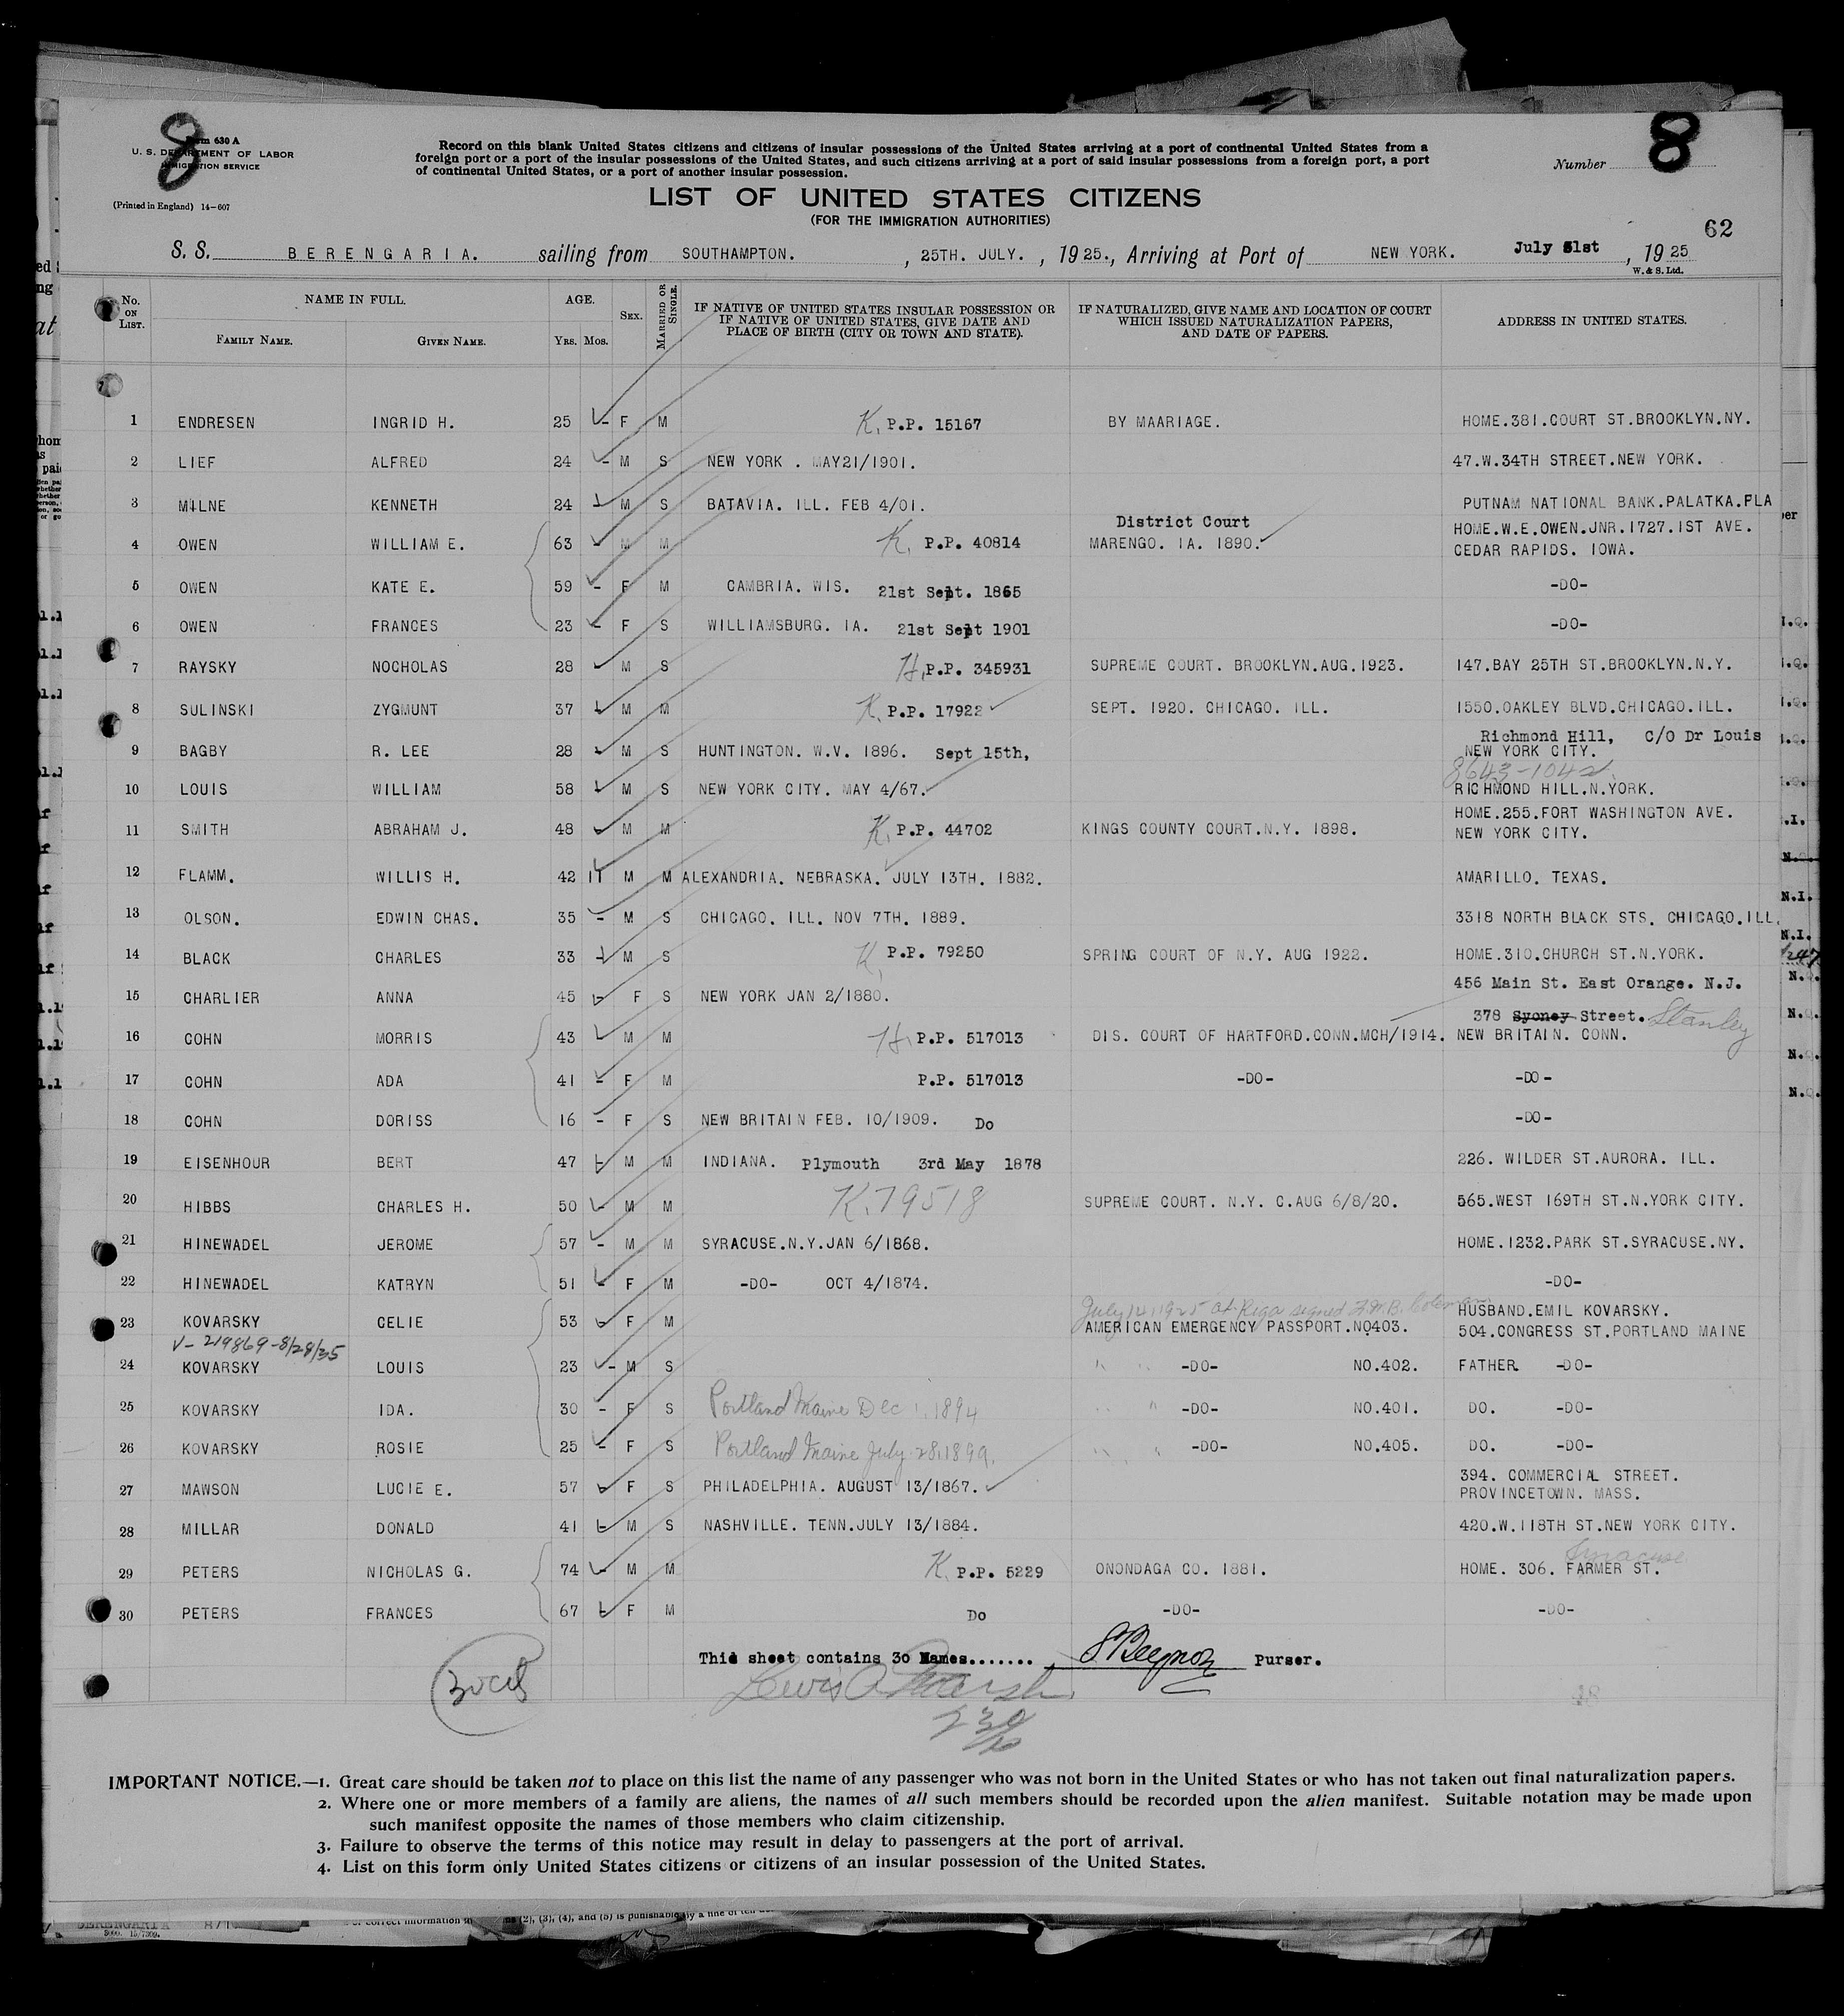 8
Form 630 A
U. S. DEPARTMENT OF LABOR
IMMIGRATION SERVICE
(Printed in England) 14-607
Record on this blank United States citizens and citizens of insular possessions of the United States arriving at a port of continental United States from a
foreign port or a port of the insular possessions of the United States, and such citizens arriving at a port of said insular possessions from a foreign port, a port
of continental United States, or a port of another insular possession.
Number 8
LIST OF UNITED STATES CITIZENS
(FOR THE IMMIGRATION AUTHORITIES)
62
S. S. BERENGARIA. sailing from SOUTHAMPTON. , 25TH. JULY. , 1925., Arriving at Port of NEW YORK. July 31st , 1925
W. & S. Ltd.
No. ON LIST. NAME IN FULL. FAMILY NAME. GIVEN NAME. AGE. YRS. MOS. SEX. MARRIED OR SINGLE. IF NATIVE OF UNITED STATES INSULAR POSSESSION OR IF NATIVE OF UNITED STATES, GIVE DATE AND PLACE OF BIRTH (CITY OR TOWN AND STATE). IF NATURALIZED, GIVE NAME AND LOCATION OF COURT WHICH ISSUED NATURALIZATION PAPERS, AND DATE OF PAPERS. ADDRESS IN UNITED STATES.
1 ENDRESEN INGRID H. 25 - F M K. P.P. 15167 BY MAARIAGE. HOME.381.COURT ST.BROOKLYN.NY.
2 LIEF ALFRED 24 - M S NEW YORK . MAY21/1901. 47.W.34TH STREET.NEW YORK.
3 MILNE KENNETH 24 - M S BATAVIA. ILL. FEB 4/01. PUTNAM NATIONAL BANK.PALATKA.FLA
4 OWEN WILLIAM E. 63 - M M K. P.P. 40814 District Court MARENGO. IA. 1890. HOME.W.E.OWEN.JNR.1727.1ST AVE.
CEDAR RAPIDS. IOWA.
5 OWEN KATE E. 59 - F M CAMBRIA. WIS. 21st Sept. 1865 -DO-
6 OWEN FRANCES 23 - F S WILLIAMSBURG. IA. 21st Sept 1901 -DO-
7 RAYSKY NOCHOLAS 28 M S H. P.P. 345931 SUPREME COURT. BROOKLYN.AUG.1923. 147.BAY 25TH ST.BROOKLYN.N.Y.
8 SULINSKI ZYGMUNT 37 - M M K. P.P. 17922 SEPT. 1920. CHICAGO. ILL. 1550.OAKLEY BLVD.CHICAGO.ILL.
9 BAGBY R. LEE 28 - M S HUNTINGTON. W.V. 1896. Sept 15th, Richmond Hill, C/O Dr Louis
NEW YORK CITY.
8643-104
10 LOUIS WILLIAM 58 - M S NEW YORK CITY. MAY 4/67. RICHMOND HILL.N.YORK.
11 SMITH ABRAHAM J. 48 - M M K. P.P. 44702 KINGS COUNTY COURT.N.Y. 1898. HOME.255.FORT WASHINGTON AVE.
NEW YORK CITY.
12 FLAMM. WILLIS H. 42 11 M M ALEXANDRIA. NEBRASKA. JULY 13TH. 1882. AMARILLO. TEXAS.
13 OLSON. EDWIN CHAS. 35 - M S CHICAGO. ILL. NOV 7TH. 1889. 3318 NORTH BLACK STS. CHICAGO.ILL.
14 BLACK CHARLES 33 - M S K. P.P. 79250 SPRING COURT OF N.Y. AUG 1922. HOME.310.CHURCH ST.N.YORK.
15 CHARLIER ANNA 45 - F S NEW YORK JAN 2/1880. 456 Main St. East Orange. N.J.
378 Syoney Street. Stanley
16 COHN MORRIS 43 M M H. P.P. 517013 DIS. COURT OF HARTFORD.CONN.MCH/1914. NEW BRITAIN. CONN.
17 COHN ADA 41 - F M P.P. 517013 -DO- -DO-
18 COHN DORISS 16 - F S NEW BRITAIN FEB. 10/1909. Do -DO-
19 EISENHOUR BERT 47 - M M INDIANA. Plymouth 3rd May 1878 226. WILDER ST.AURORA. ILL.
20 HIBBS CHARLES H. 50 - M M K.79518 SUPREME COURT. N.Y. C.AUG 6/8/20. 565.WEST 169TH ST.N.YORK CITY.
21 HINEWADEL JEROME 57 - M M SYRACUSE.N.Y.JAN 6/1868. HOME.1232.PARK ST.SYRACUSE.NY.
22 HINEWADEL KATRYN 51 - F M -DO- OCT 4/1874. -DO-
July 14, 1925 at Riga signed F.W.B. Coleman
23 KOVARSKY CELIE 53 - F M AMERICAN EMERGENCY PASSPORT.NO403. HUSBAND.EMIL KOVARSKY.
504.CONGRESS ST.PORTLAND MAINE
V-219869-8/28/35
24 KOVARSKY LOUIS 23 - M S " " -DO- NO.402. FATHER -DO-
25 KOVARSKY IDA. 30 - F S Portland Maine Dec 1, 1894 " " -DO- NO.401. DO. -DO-
26 KOVARSKY ROSIE 25 - F S Portland Maine July 28, 1899. " " -DO- NO.405. DO. -DO-
27 MAWSON LUCIE E. 57 - F S PHILADELPHIA. AUGUST 13/1867. 394. COMMERCIAL STREET.
PROVINCETOWN. MASS.
28 MILLAR DONALD 41 - M S NASHVILLE. TENN.JULY 13/1884. 420.W.118TH ST.NEW YORK CITY.
Syracuse
29 PETERS NICHOLAS G. 74 - M M K P.P. 5229 ONONDAGA CO. 1881. HOME. 306. FARMER ST.
30 PETERS FRANCES 67 - F M Do -DO- -DO-
This sheet contains 30 Names....... Purser.
IMPORTANT NOTICE.—1. Great care should be taken not to place on this list the name of any passenger who was not born in the United States or who has not taken out final naturalization papers.
2. Where one or more members of a family are aliens, the names of all such members should be recorded upon the alien manifest. Suitable notation may be made upon
such manifest opposite the names of those members who claim citizenship.
3. Failure to observe the terms of this notice may result in delay to passengers at the port of arrival.
4. List on this form only United States citizens or citizens of an insular possession of the United States.